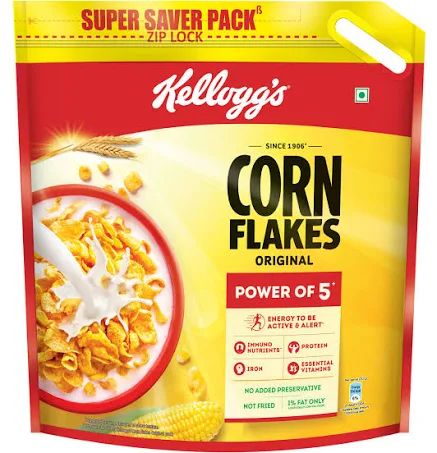 SUPER SAVER PACKß
ZIP LOCK
Kellogg's
SINCE 1906*
CORN
FLAKES
ORIGINAL
POWER OF 5*
ENERGY TO BE
ACTIVE & ALERT^
IMMUNO
NUTRIENTS
PROTEIN
IRON
ESSENTIAL
VITAMINS
NO ADDED PRESERVATIVE
NOT FRIED
1% FAT ONLY